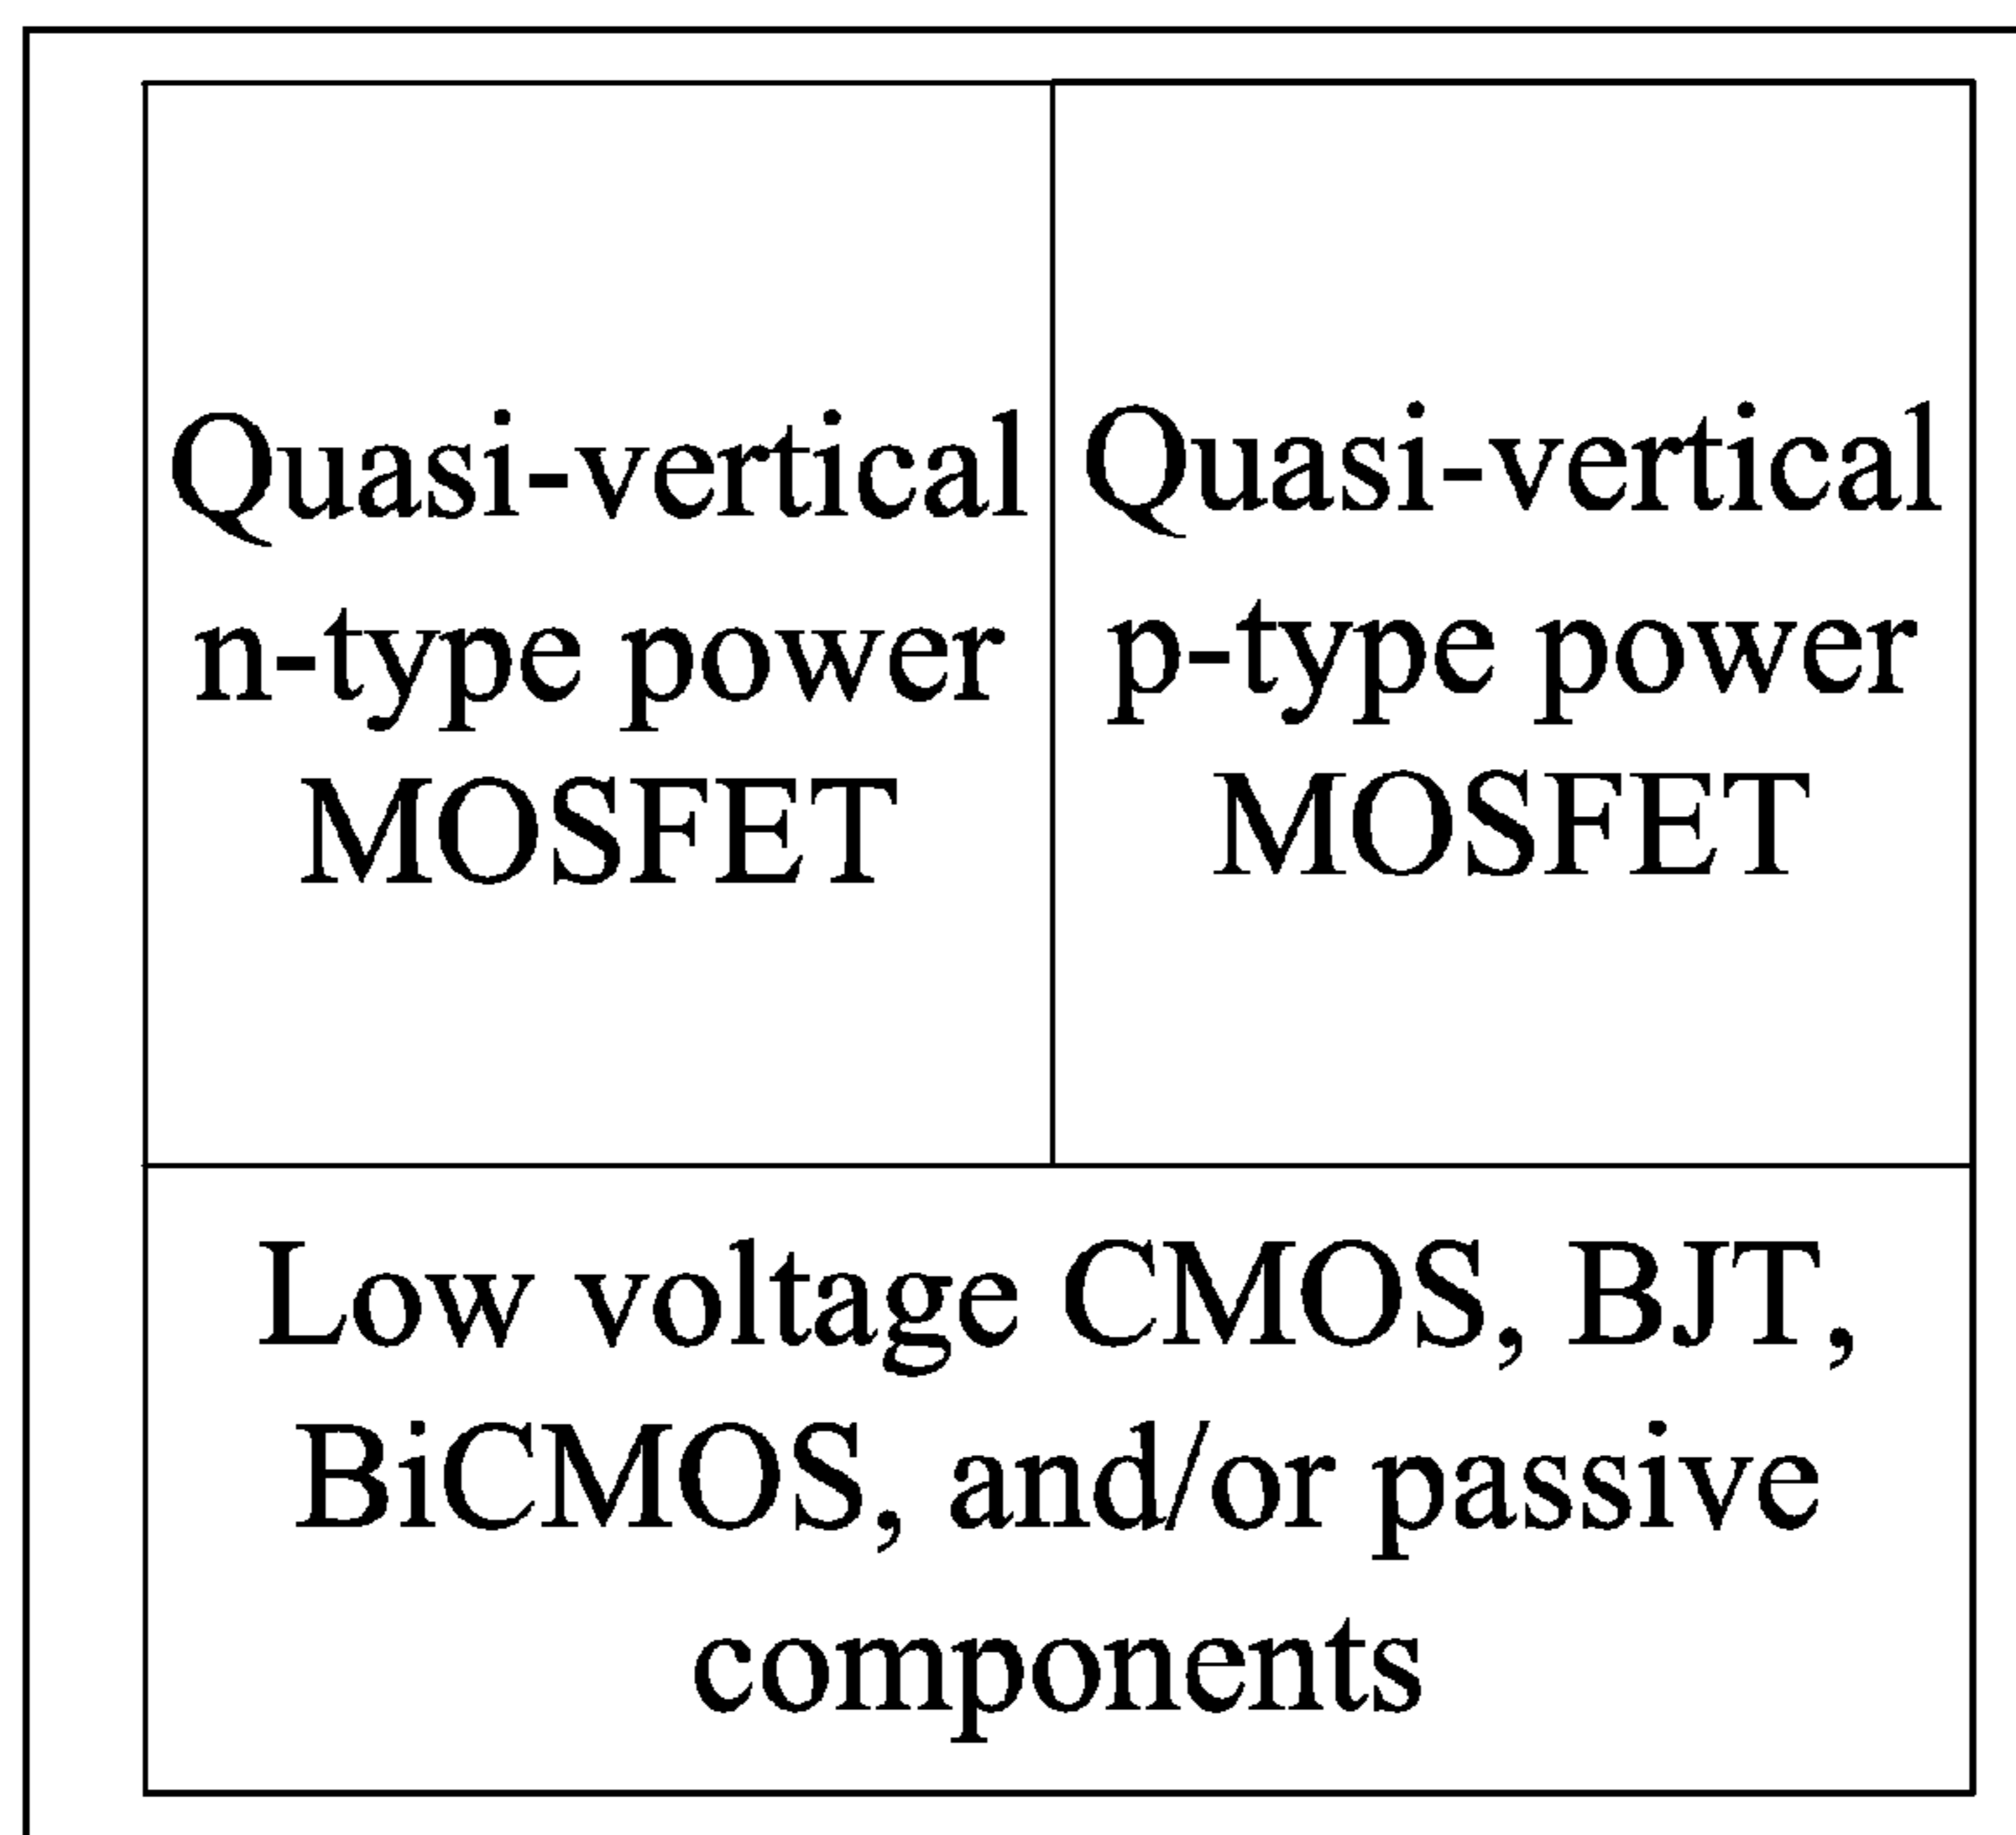 Quasi-vertical
n-type power
MOSFET
Quasi-vertical
p-type power
MOSFET
Low voltage CMOS, BJT,
BiCMOS, and/or passive
components